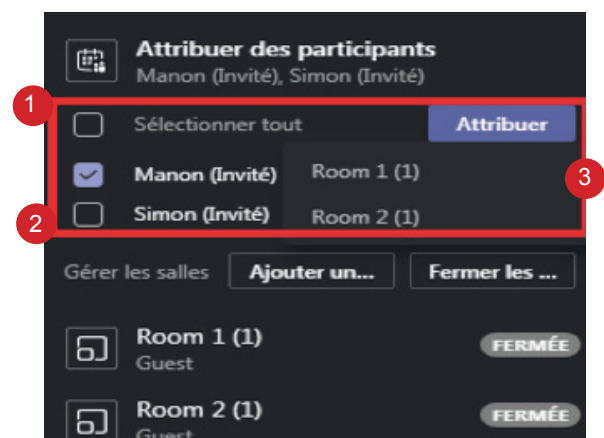 Attribuer des participants
Manon (Invité), Simon (Invité)
1
Sélectionner tout
Attribuer
Manon (Invité)
Room 1 (1)
3
2
Simon (Invité)
Room 2 (1)
Gérer les salles
Ajouter un...
Fermer les ...
Room 1 (1)
FERMÉE
Guest
Room 2 (1)
FERMÉE
Guest